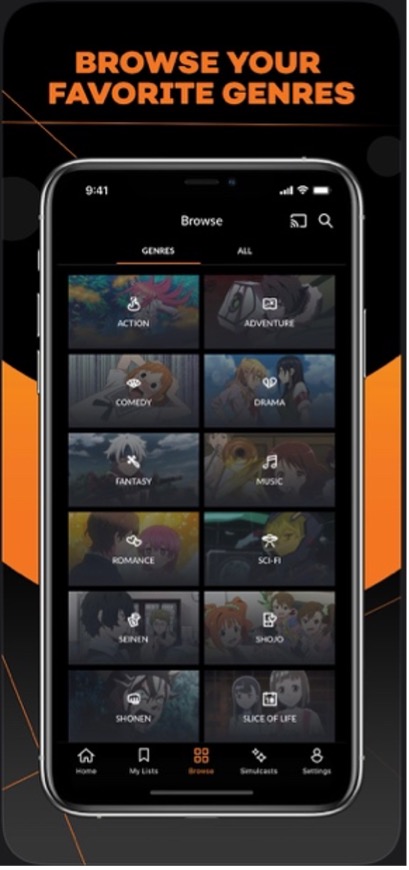 BROWSE YOUR
FAVORITE GENRES
9:41
Browse
GENRES ALL
ACTION ADVENTURE
COMEDY DRAMA
FANTASY MUSIC
ROMANCE SCI-FI
SEINEN SHOJO
SHONEN SLICE OF LIFE
Home My Lists Browse Simulcasts Settings